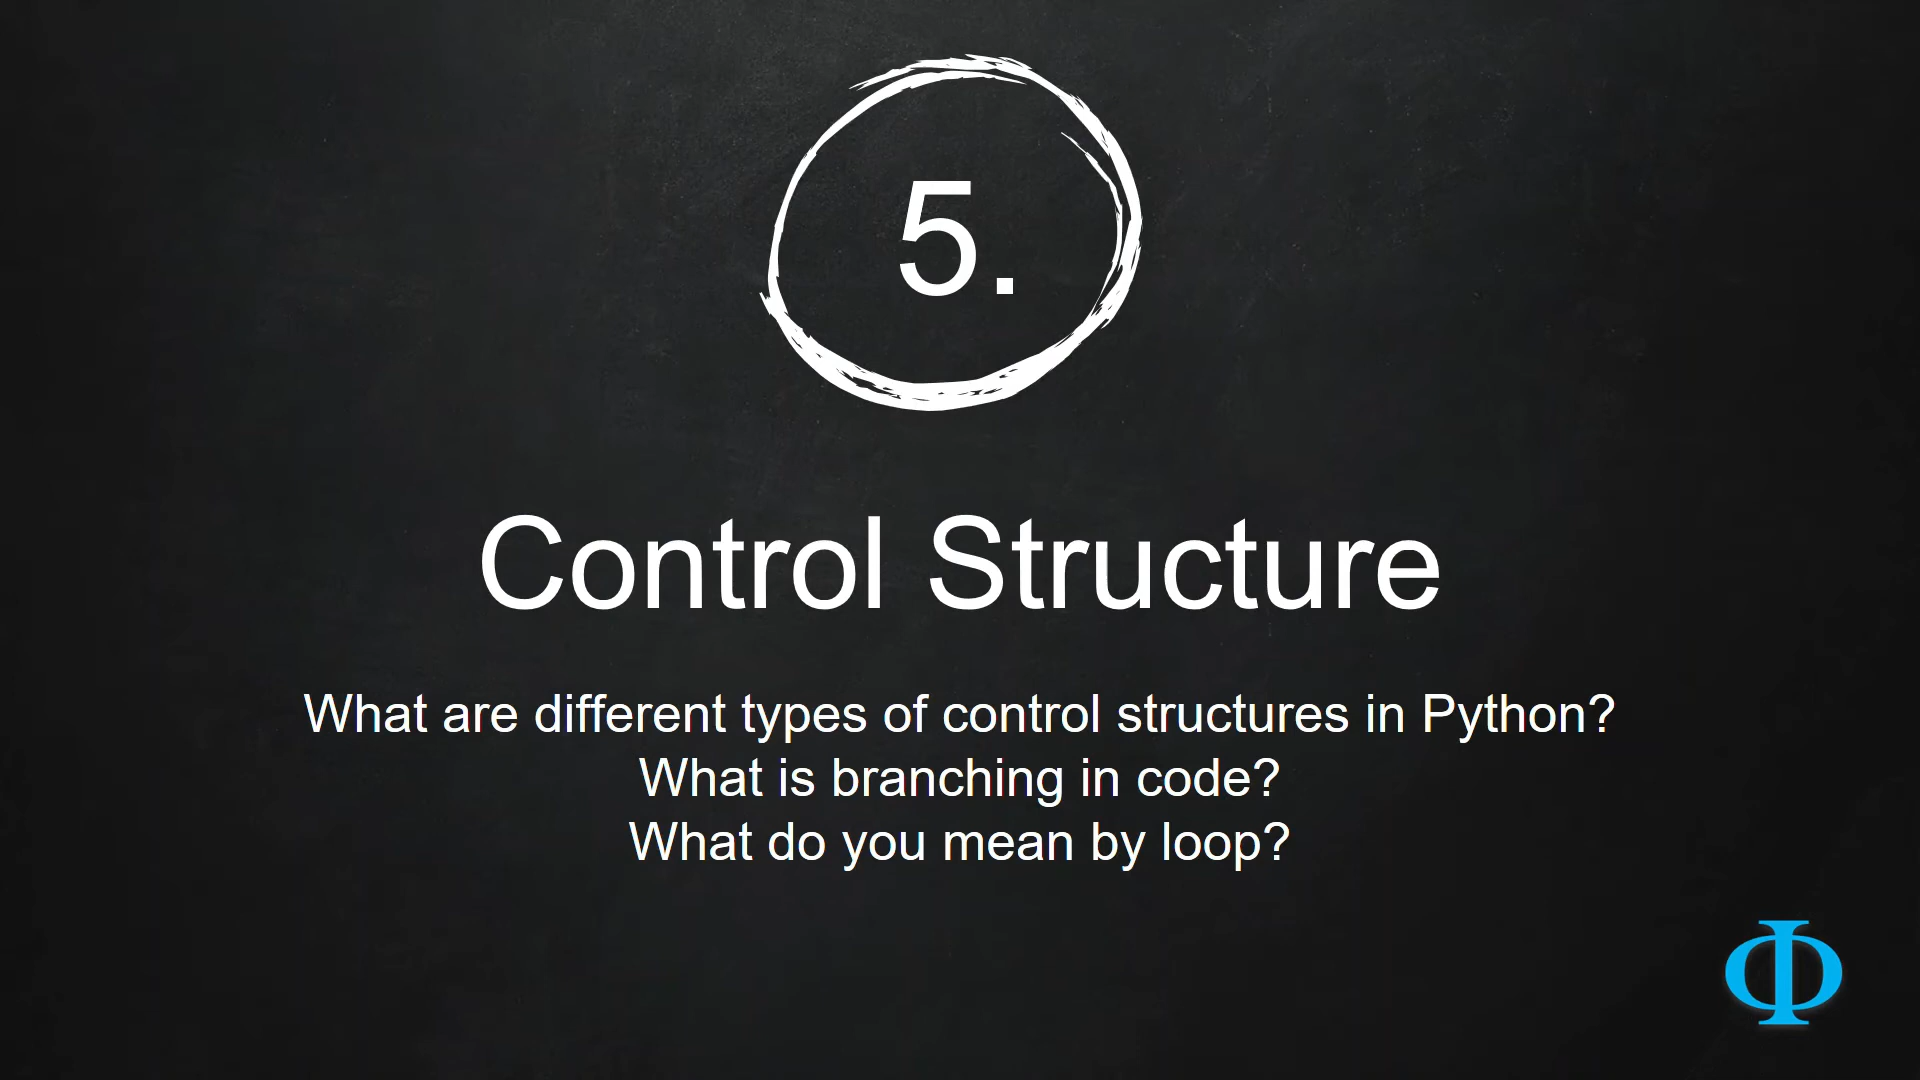 5.
Control Structure
What are different types of control structures in Python?
What is branching in code?
What do you mean by loop?
Φ